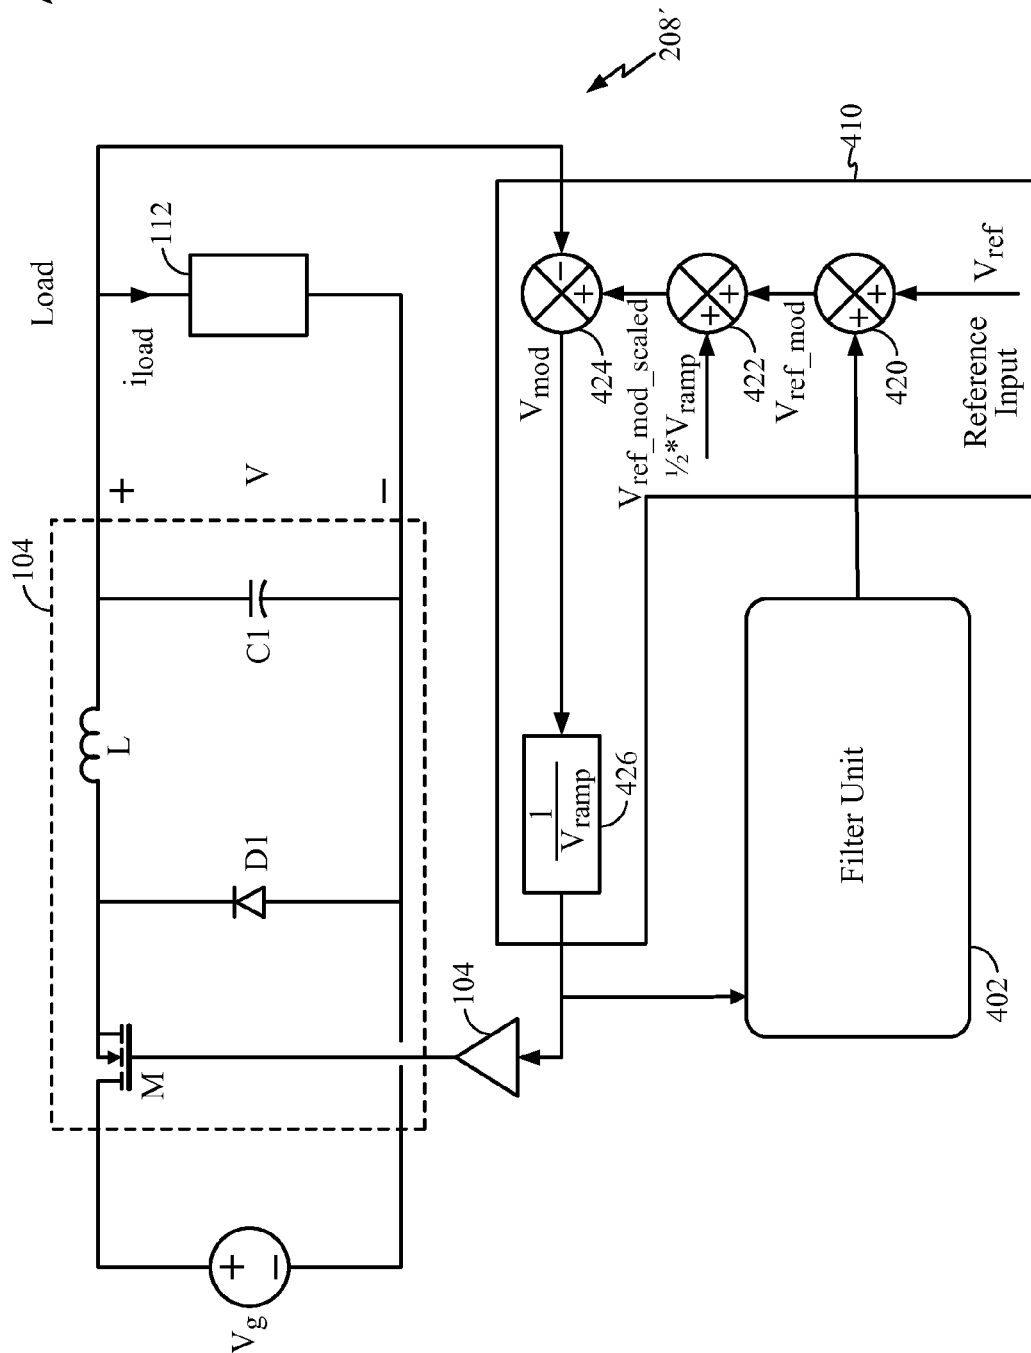 208′
Load
i_load
112
+
V
−
104
L
C1
D1
M
V_g
+
−
104
410
V_mod
−
+
424
V_ref_mod_scaled
½*V_ramp
+
+
422
V_ref_mod
+
+
420
V_ref
Reference
Input
1
V_ramp
426
Filter Unit
402